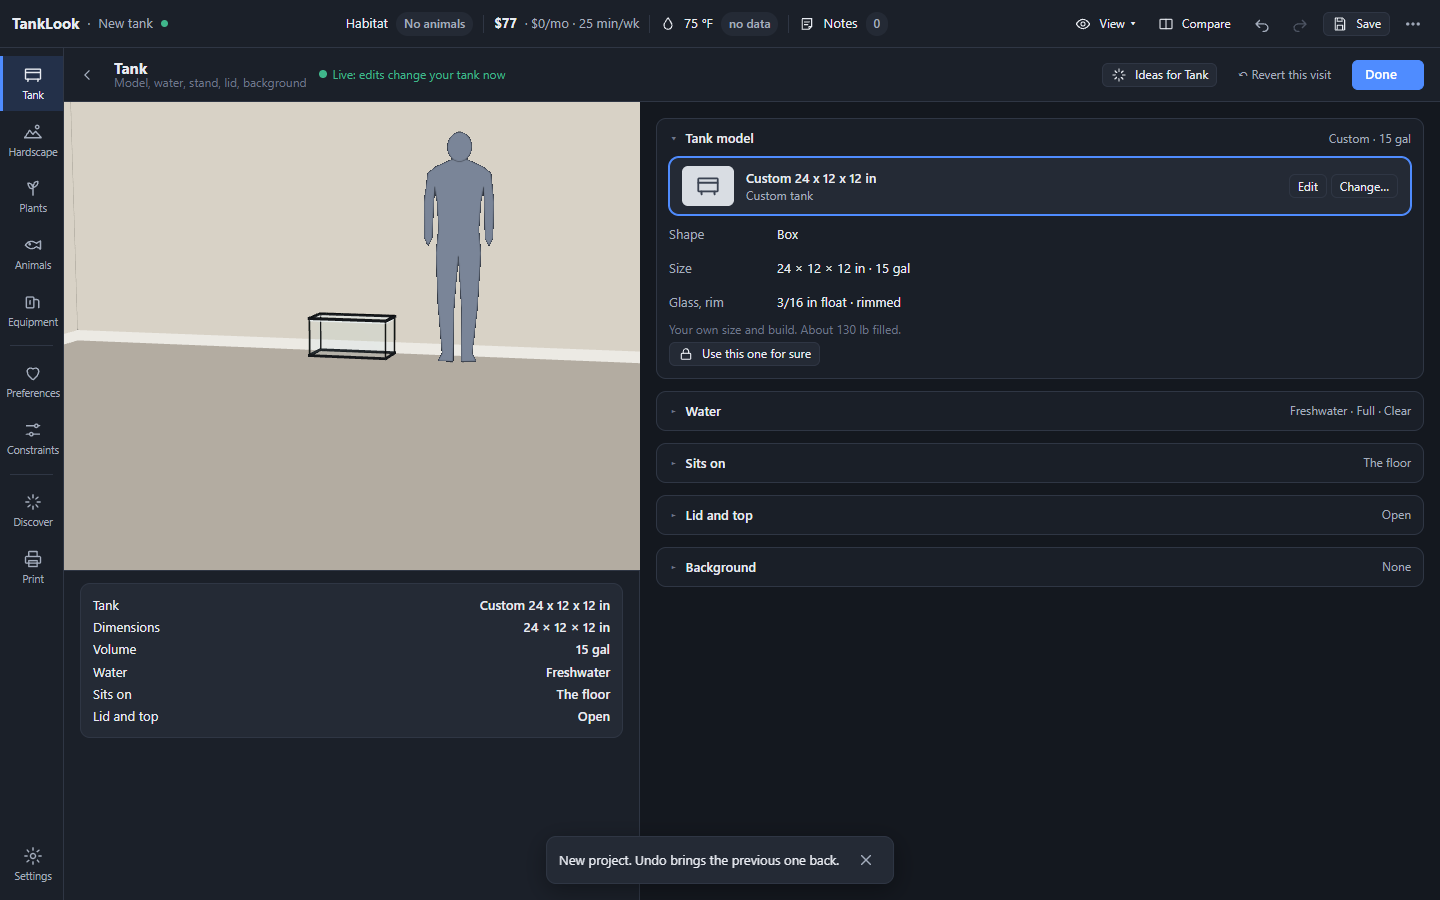 TankLook · New tank
Habitat No animals $77 · $0/mo · 25 min/wk 75 °F no data Notes 0
View Compare Save
Tank
Model, water, stand, lid, background
Live: edits change your tank now
Ideas for Tank Revert this visit Done
Tank
Hardscape
Plants
Animals
Equipment
Preferences
Constraints
Discover
Print
Settings
Tank model Custom · 15 gal
Custom 24 x 12 x 12 in
Custom tank
Edit Change...
Shape Box
Size 24 × 12 × 12 in · 15 gal
Glass, rim 3/16 in float · rimmed
Your own size and build. About 130 lb filled.
Use this one for sure
Water Freshwater · Full · Clear
Sits on The floor
Lid and top Open
Background None
Tank Custom 24 x 12 x 12 in
Dimensions 24 × 12 × 12 in
Volume 15 gal
Water Freshwater
Sits on The floor
Lid and top Open
New project. Undo brings the previous one back.